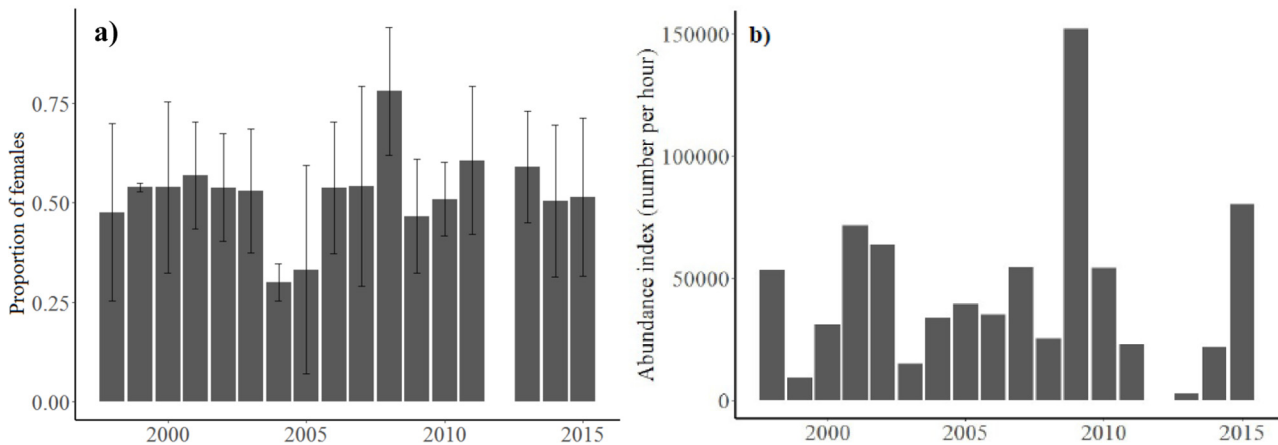 a)
Proportion of females
0.75
0.50
0.25
0.00
2000 2005 2010 2015
b)
Abundance index (number per hour)
150000
100000
50000
0
2000 2005 2010 2015